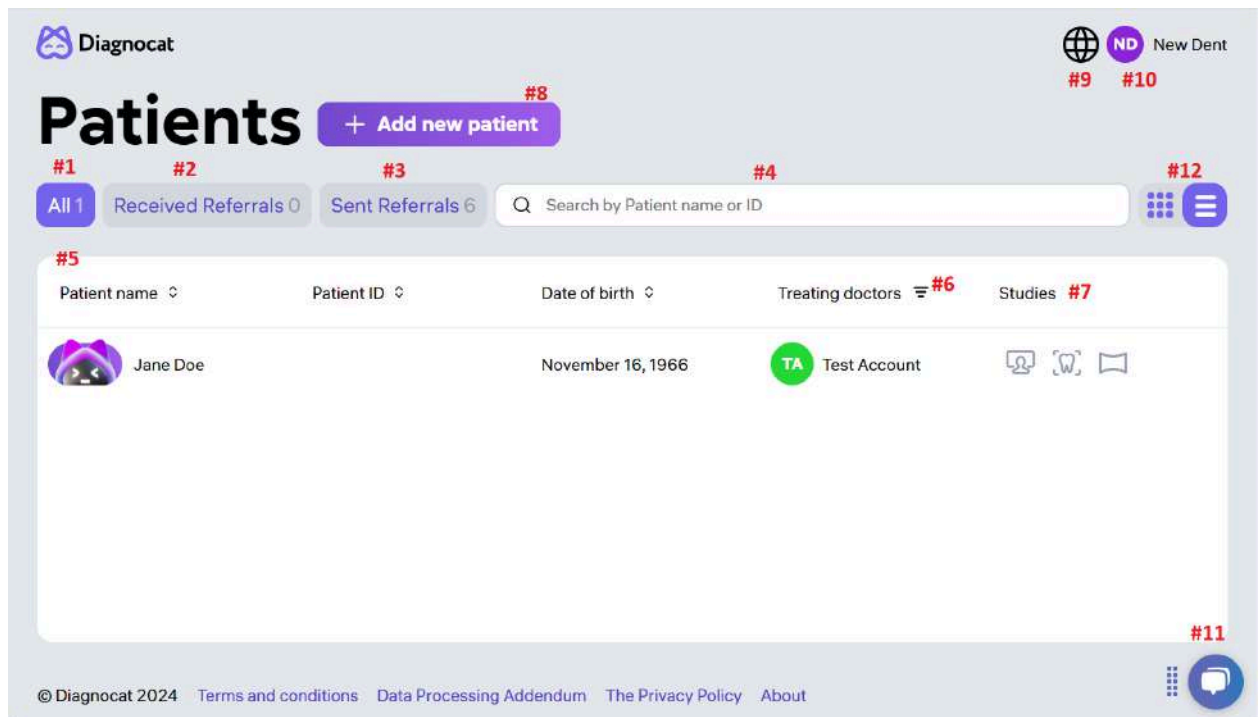 Diagnocat
ND New Dent
#9 #10
#8
Patients + Add new patient
#1 #2 #3 #4 #12
All 1 Received Referrals 0 Sent Referrals 6 Search by Patient name or ID
#5
Patient name Patient ID Date of birth Treating doctors #6 Studies #7
Jane Doe November 16, 1966 TA Test Account
#11
© Diagnocat 2024 Terms and conditions Data Processing Addendum The Privacy Policy About